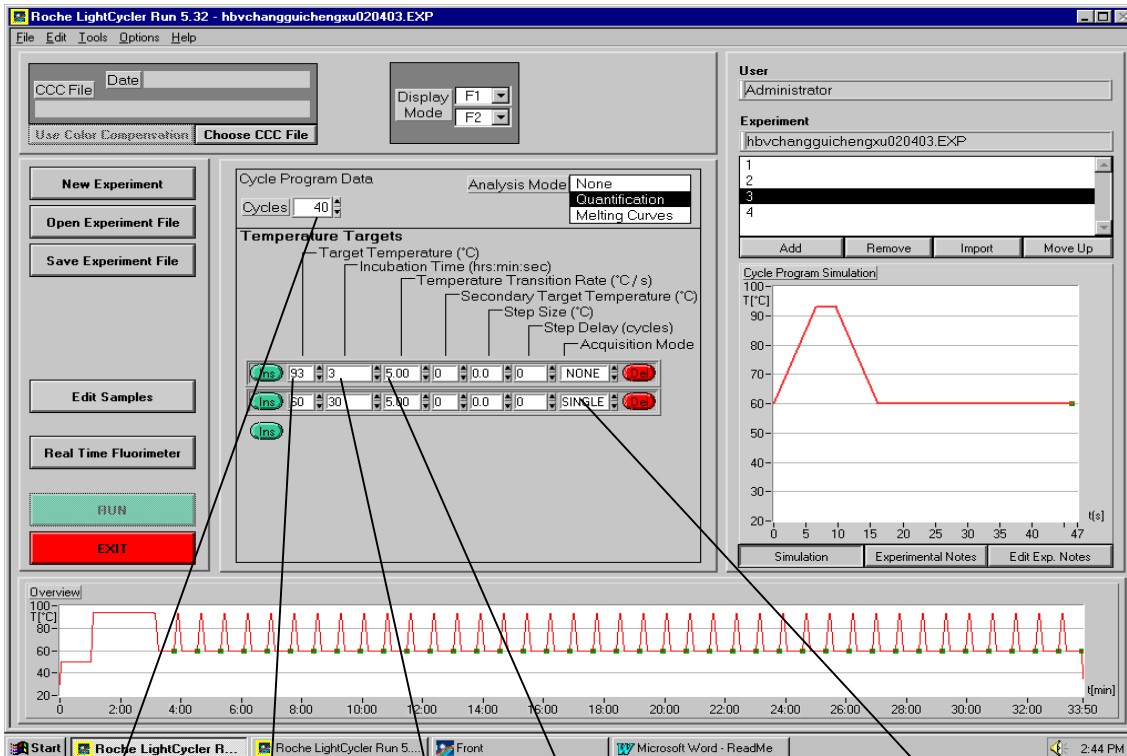 Roche LightCycler Run 5.32 - hbvchangguichengxu020403.EXP
File Edit Tools Options Help
CCC File
Date
Use Color Compensation
Choose CCC File
Display Mode
F1
F2
User
Administrator
Experiment
hbvchangguichengxu020403.EXP
1
2
3
4
Add Remove Import Move Up
New Experiment
Open Experiment File
Save Experiment File
Edit Samples
Real Time Fluorimeter
RUN
EXIT
Cycle Program Data
Cycles 40
Analysis Mode
None
Quantification
Melting Curves
Temperature Targets
Target Temperature (°C)
Incubation Time (hrs:min:sec)
Temperature Transition Rate (°C / s)
Secondary Target Temperature (°C)
Step Size (°C)
Step Delay (cycles)
Acquisition Mode
Ins 93 3 5.00 0 0.0 0 NONE Del
Ins 60 30 5.00 0 0.0 0 SINGLE Del
Ins
Cycle Program Simulation
T[°C]
100
90
80
70
60
50
40
30
20
0 5 10 15 20 25 30 35 40 47
t[s]
Simulation Experimental Notes Edit Exp. Notes
Overview
T[°C]
100
80
60
40
20
0 2:00 4:00 6:00 8:00 10:00 12:00 14:00 16:00 18:00 20:00 22:00 24:00 26:00 28:00 30:00 32:00 33:50
t[min]
Start Roche LightCycler R... Roche LightCycler Run 5.... Front Microsoft Word - ReadMe 2:44 PM